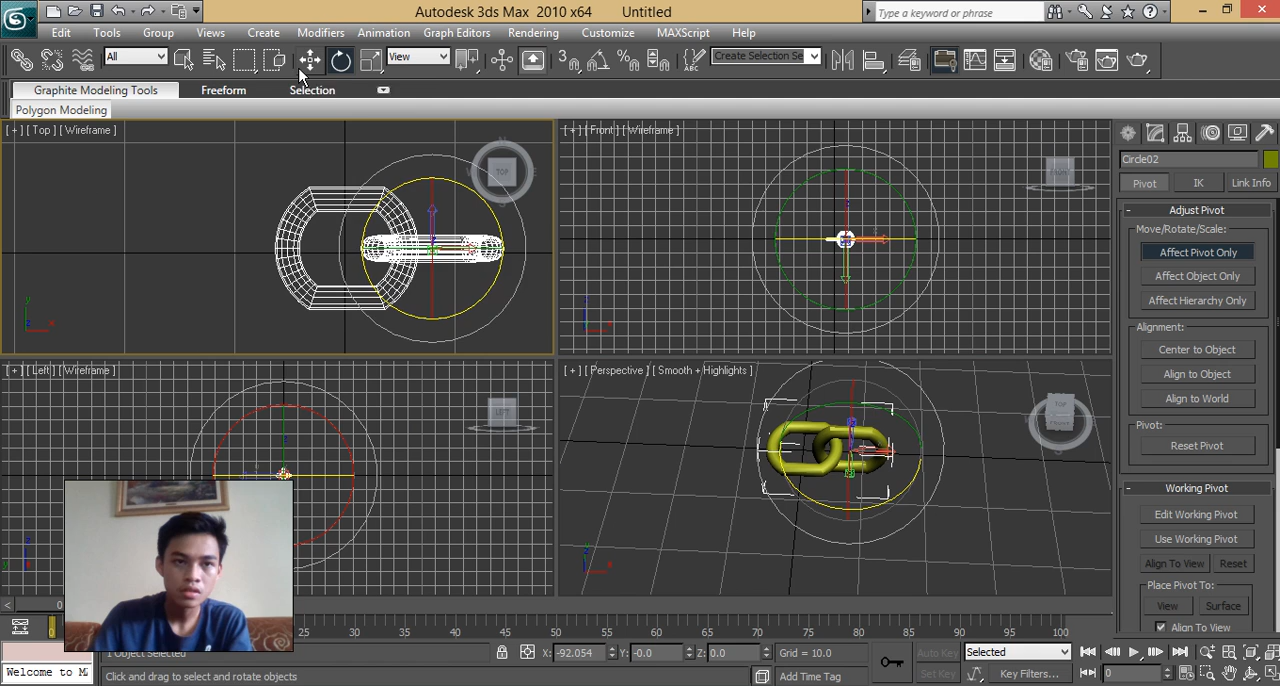 Autodesk 3ds Max 2010 x64 Untitled
Type a keyword or phrase
Edit Tools Group Views Create Modifiers Animation Graph Editors Rendering Customize MAXScript Help
All
View
Create Selection Se
Graphite Modeling Tools Freeform Selection
Polygon Modeling
[ + ] [ Top ] [ Wireframe ]
[ + ] [ Front ] [ Wireframe ]
TOP
FRONT
Circle02
Pivot IK Link Info
- Adjust Pivot
Move/Rotate/Scale:
Affect Pivot Only
Affect Object Only
Affect Hierarchy Only
Alignment:
Center to Object
Align to Object
Align to World
Pivot:
Reset Pivot
[ + ] [ Left ] [ Wireframe ]
[ + ] [ Perspective ] [ Smooth + Highlights ]
LEFT
TOP
- Working Pivot
Edit Working Pivot
Use Working Pivot
Align To View Reset
Place Pivot To:
View Surface
Align To View
< 0
0 25 30 35 40 45 50 55 60 65 70 75 80 85 90 95 100
1 Object Selected
X: -92.054 Y: -0.0 Z: 0.0 Grid = 10.0
Auto Key Selected
Welcome to M
Click and drag to select and rotate objects
Add Time Tag
Set Key Key Filters... 0